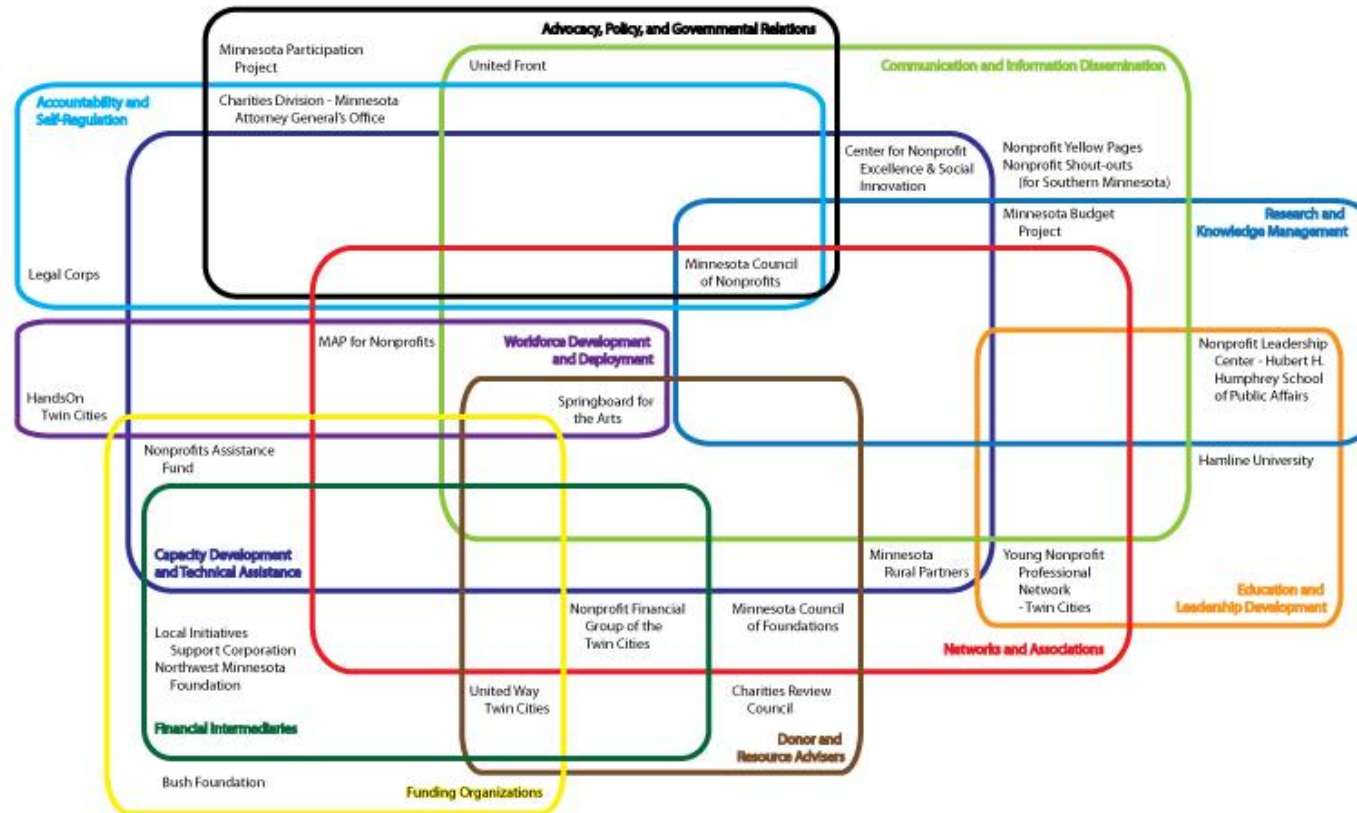 Advocacy, Policy, and Governmental Relations
Minnesota Participation
Project
United Front
Communication and Information Dissemination
Accountability and
Self-Regulation
Charities Division - Minnesota
Attorney General's Office
Center for Nonprofit
Excellence & Social
Innovation
Nonprofit Yellow Pages
Nonprofit Shout-outs
(for Southern Minnesota)
Minnesota Budget
Project
Research and
Knowledge Management
Legal Corps
Minnesota Council
of Nonprofits
MAP for Nonprofits
Workforce Development
and Deployment
Nonprofit Leadership
Center - Hubert H.
Humphrey School
of Public Affairs
HandsOn
Twin Cities
Springboard for
the Arts
Nonprofits Assistance
Fund
Hamline University
Capacity Development
and Technical Assistance
Minnesota
Rural Partners
Young Nonprofit
Professional
Network
- Twin Cities
Education and
Leadership Development
Nonprofit Financial
Group of the
Twin Cities
Minnesota Council
of Foundations
Local Initiatives
Support Corporation
Northwest Minnesota
Foundation
Networks and Associations
United Way
Twin Cities
Charities Review
Council
Financial Intermediaries
Donor and
Resource Advisers
Bush Foundation
Funding Organizations